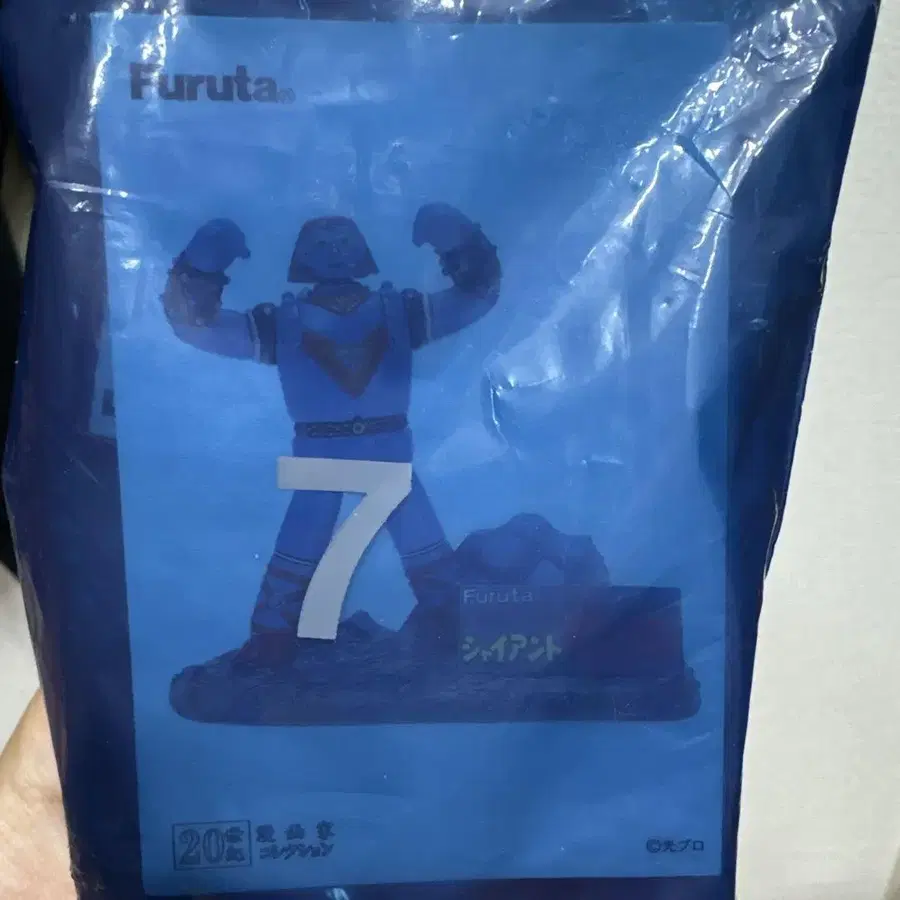 Furuta®
7
Furuta
ジャイアント
20世紀
漫画家
コレクション
©光プロ